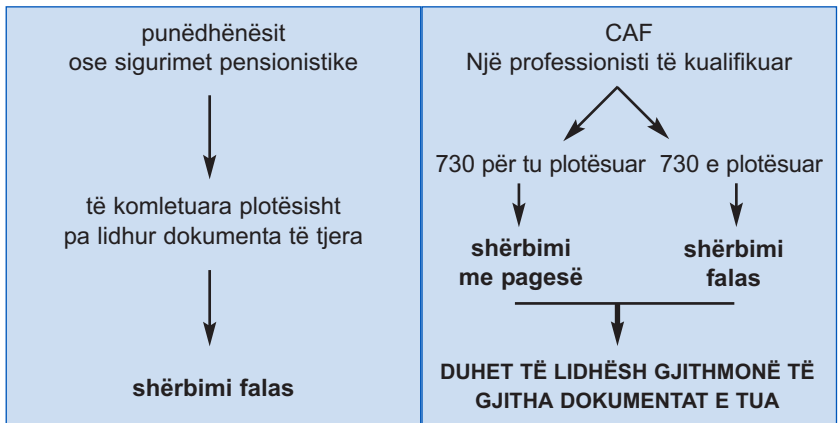 punëdhënësit
ose sigurimet pensionistike
të komletuara plotësisht
pa lidhur dokumenta të tjera
shërbimi falas
CAF
Një professionisti të kualifikuar
730 për tu plotësuar
730 e plotësuar
shërbimi
me pagesë
shërbimi
falas
DUHET TË LIDHËSH GJITHMONË TË
GJITHA DOKUMENTAT E TUA